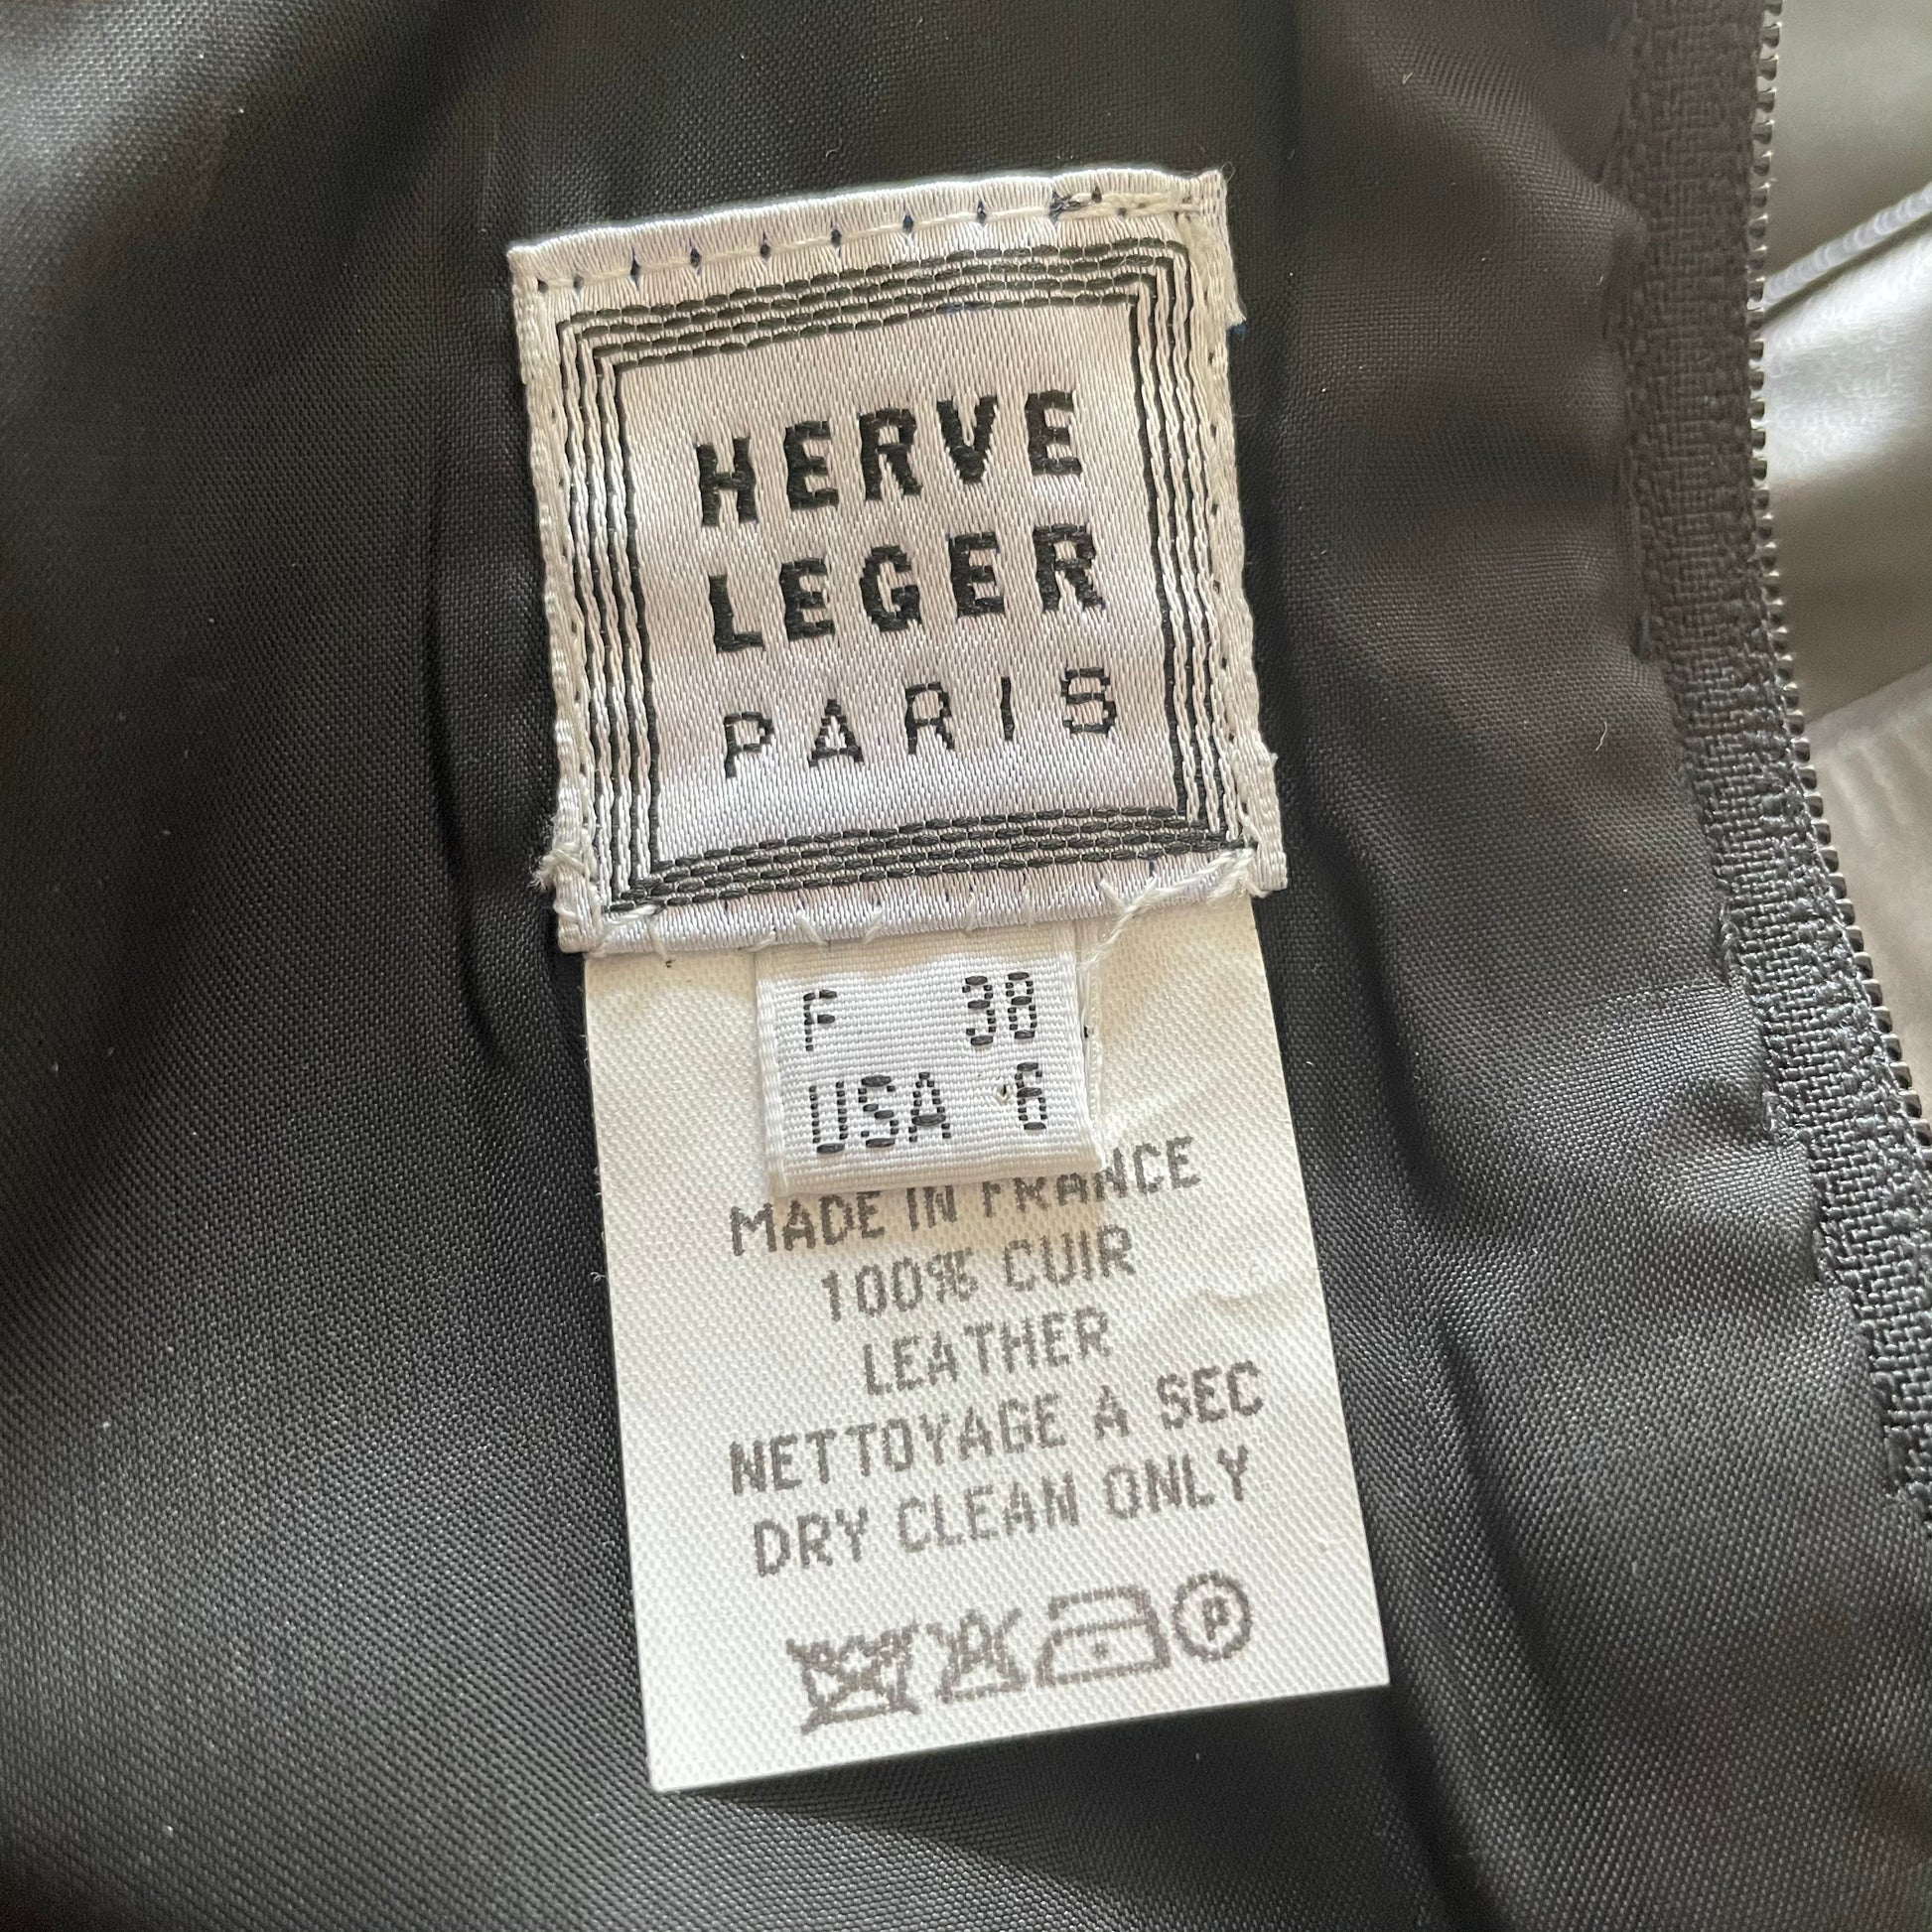 HERVE
LEGER
PARIS
F 38
USA 6
MADE IN FRANCE
100% CUIR
LEATHER
NETTOYAGE A SEC
DRY CLEAN ONLY
P